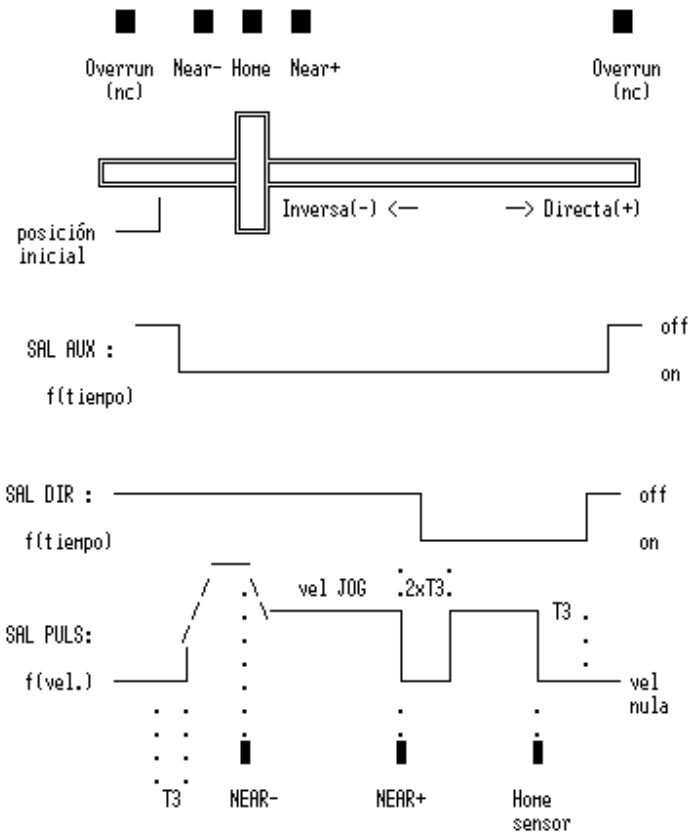 Overrun Near- Home Near+ Overrun
(nc) (nc)
Inversa(-) <— —> Directa(+)
posición
inicial
off
SAL AUX :
on
f(tiempo)
SAL DIR : off
f(tiempo) on
vel JOG 2xT3
T3
SAL PULS:
f(vel.) vel
nula
T3 NEAR- NEAR+ Home
sensor